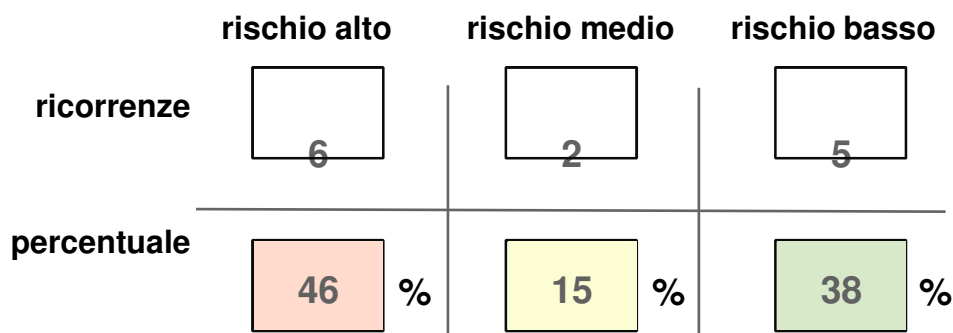 rischio alto rischio medio rischio basso
ricorrenze
6 2 5
percentuale
46 % 15 % 38 %